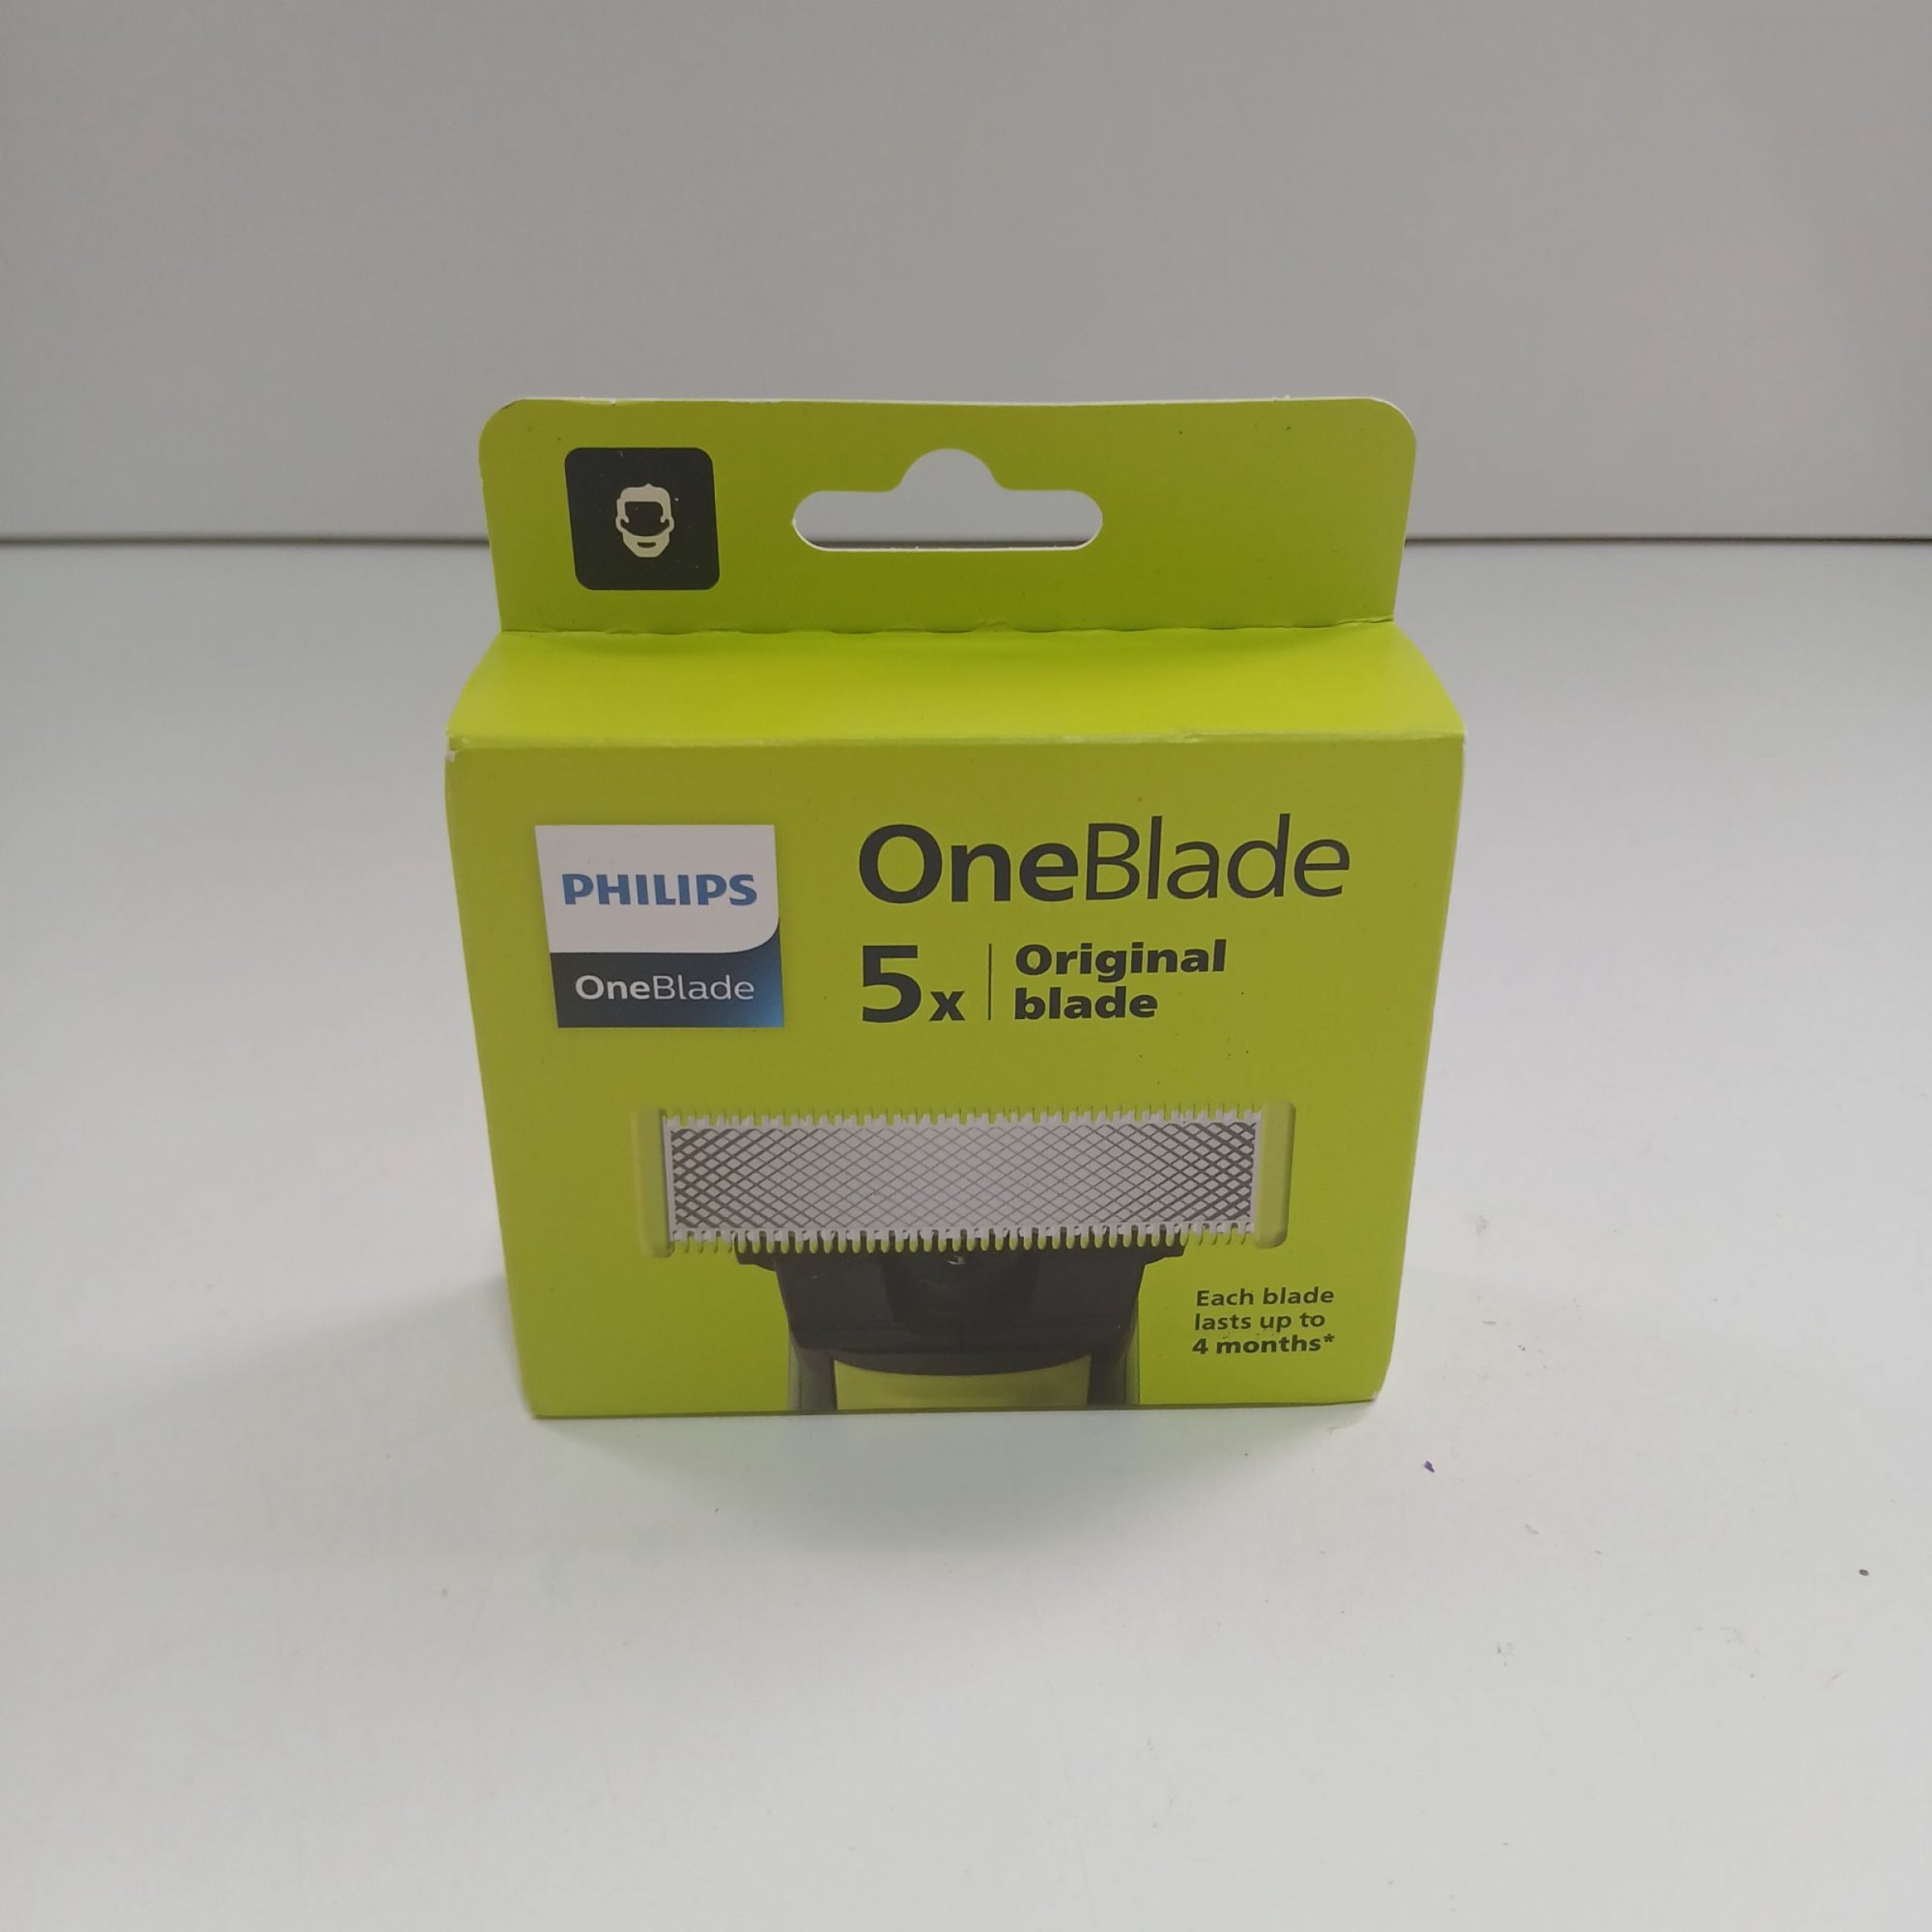 PHILIPS
OneBlade
OneBlade
5x
Original
blade
Each blade
lasts up to
4 months*